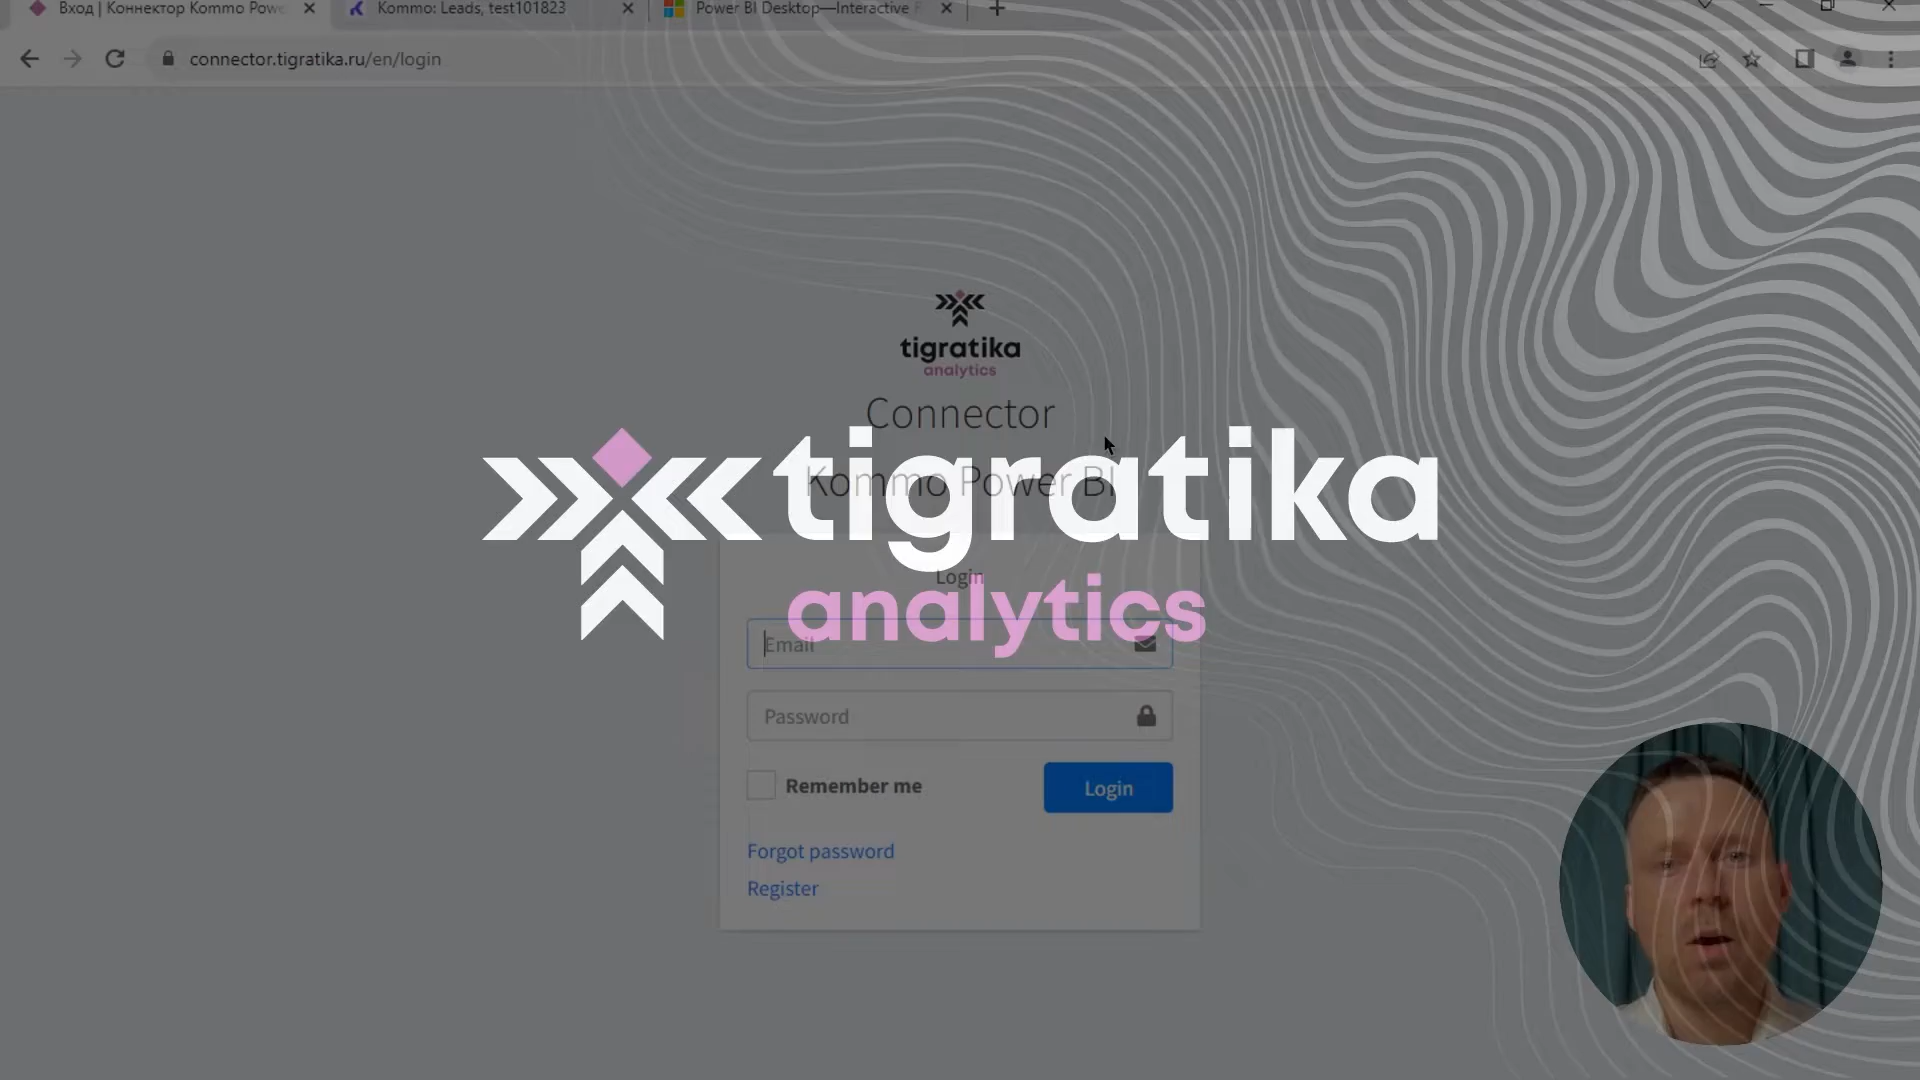 Вход | Коннектор Kommo Powe
Kommo: Leads, test101823
Power BI Desktop—Interactive R
connector.tigratika.ru/en/login
tigratika
analytics
Connector
Kommo Power BI
tigratika
analytics
Login
Email
Password
Remember me
Login
Forgot password
Register